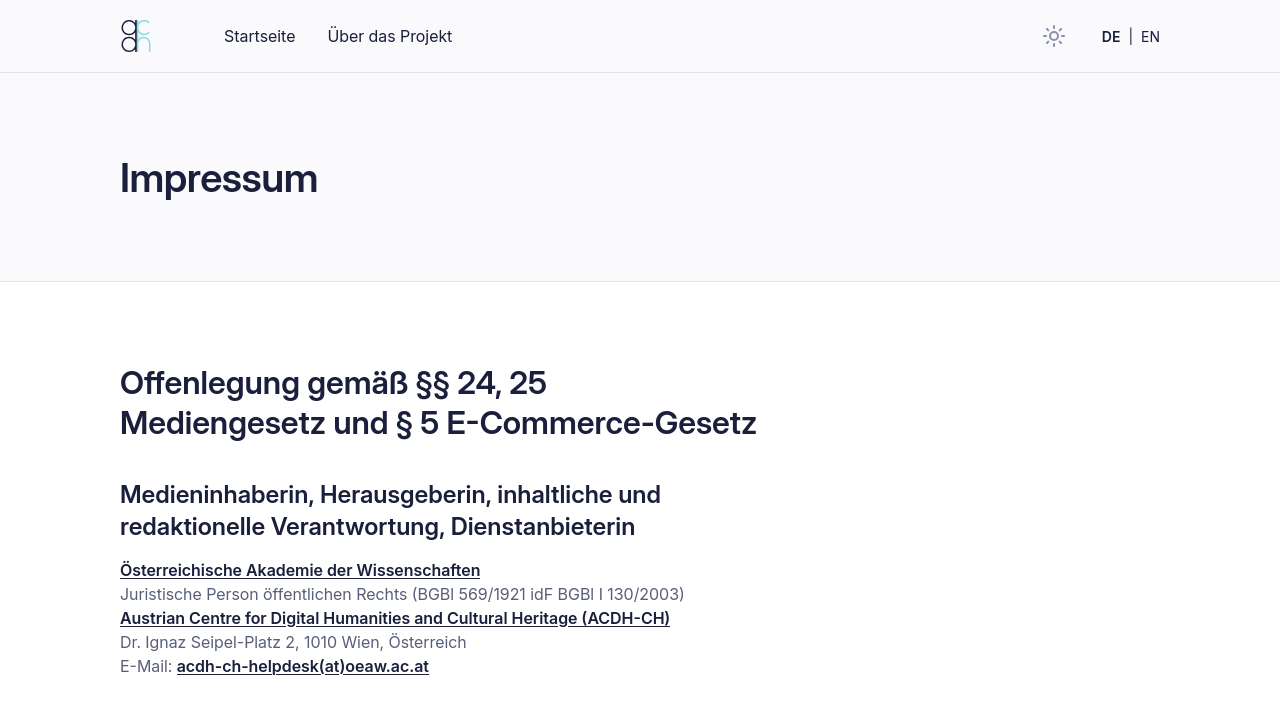 Startseite
Über das Projekt
DE | EN
Impressum
Offenlegung gemäß §§ 24, 25
Mediengesetz und § 5 E-Commerce-Gesetz
Medieninhaberin, Herausgeberin, inhaltliche und
redaktionelle Verantwortung, Dienstanbieterin
Österreichische Akademie der Wissenschaften
Juristische Person öffentlichen Rechts (BGBl 569/1921 idF BGBl I 130/2003)
Austrian Centre for Digital Humanities and Cultural Heritage (ACDH-CH)
Dr. Ignaz Seipel-Platz 2, 1010 Wien, Österreich
E-Mail: acdh-ch-helpdesk(at)oeaw.ac.at